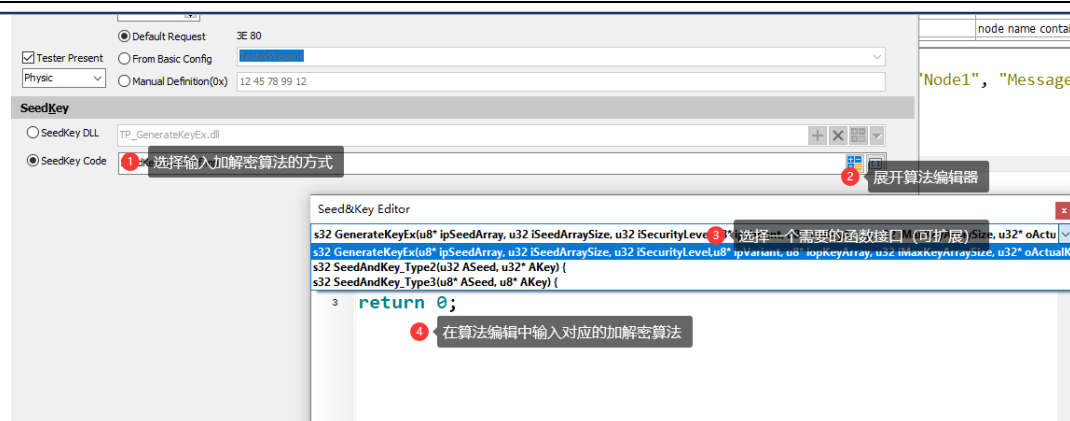 node name contai
Default Request 3E 80
Tester Present From Basic Config TesterPresent
Physic Manual Definition(0x) 12 45 78 99 12
"Node1", "Message
SeedKey
SeedKey DLL TP_GenerateKeyEx.dll
SeedKey Code 1 选择输入加解密算法的方式
2 展开算法编辑器
Seed&Key Editor
s32 GenerateKeyEx(u8* ipSeedArray, u32 iSeedArraySize, u32 iSecurityLeve 3 选择一个需要的函数接口（可扩展） Size, u32* oActu
s32 GenerateKeyEx(u8* ipSeedArray, u32 iSeedArraySize, u32 iSecurityLevel,u8* ipVariant, u8* iopKeyArray, u32 iMaxKeyArraySize, u32* oActualK
s32 SeedAndKey_Type2(u32 ASeed, u32* AKey) {
s32 SeedAndKey_Type3(u8* ASeed, u8* AKey) {
3 return 0;
4 在算法编辑中输入对应的加解密算法